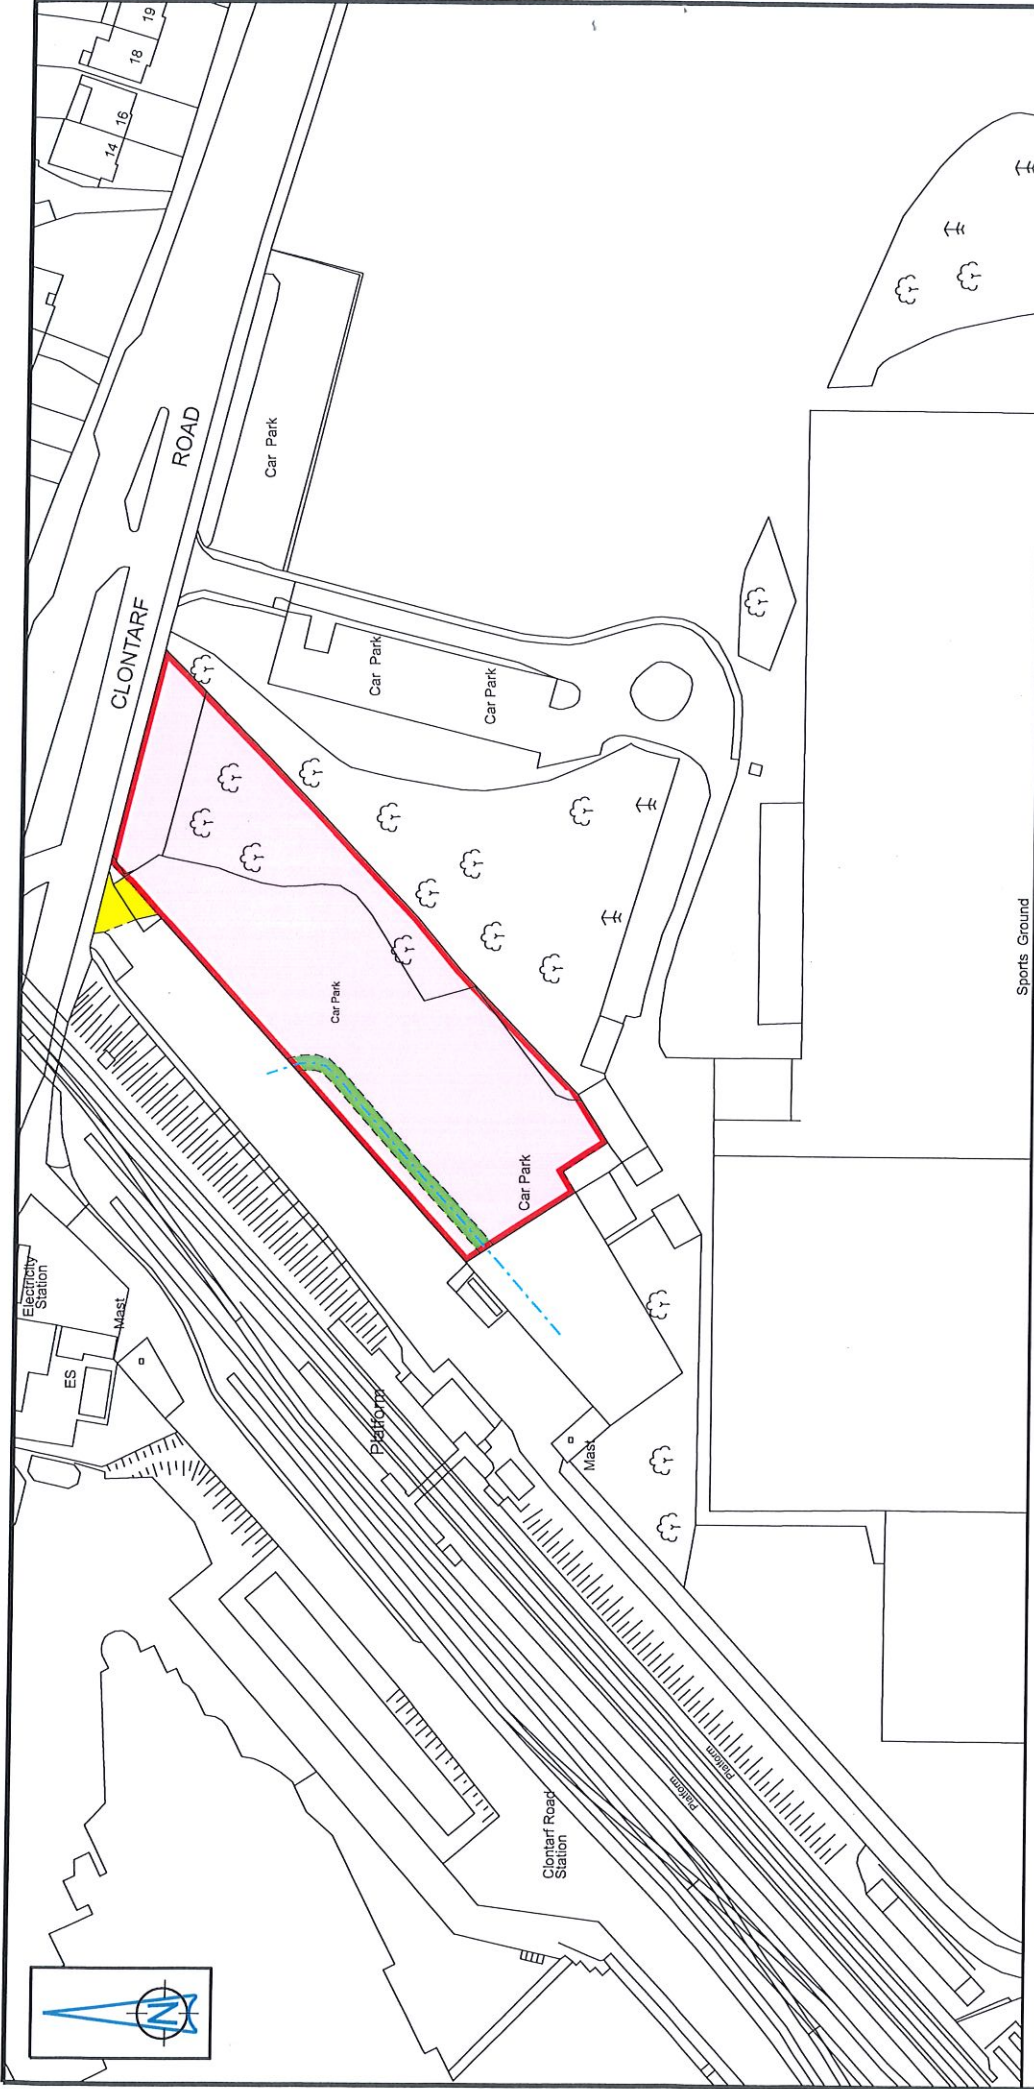 19
18
16
14
CLONTARF ROAD
Car Park
Car Park
Car Park
Car Park
Car Park
Electricity
Station
Mast
ES
Platform
Mast
Sports Ground
Platform
Platform
Clontarf Road
Station
N